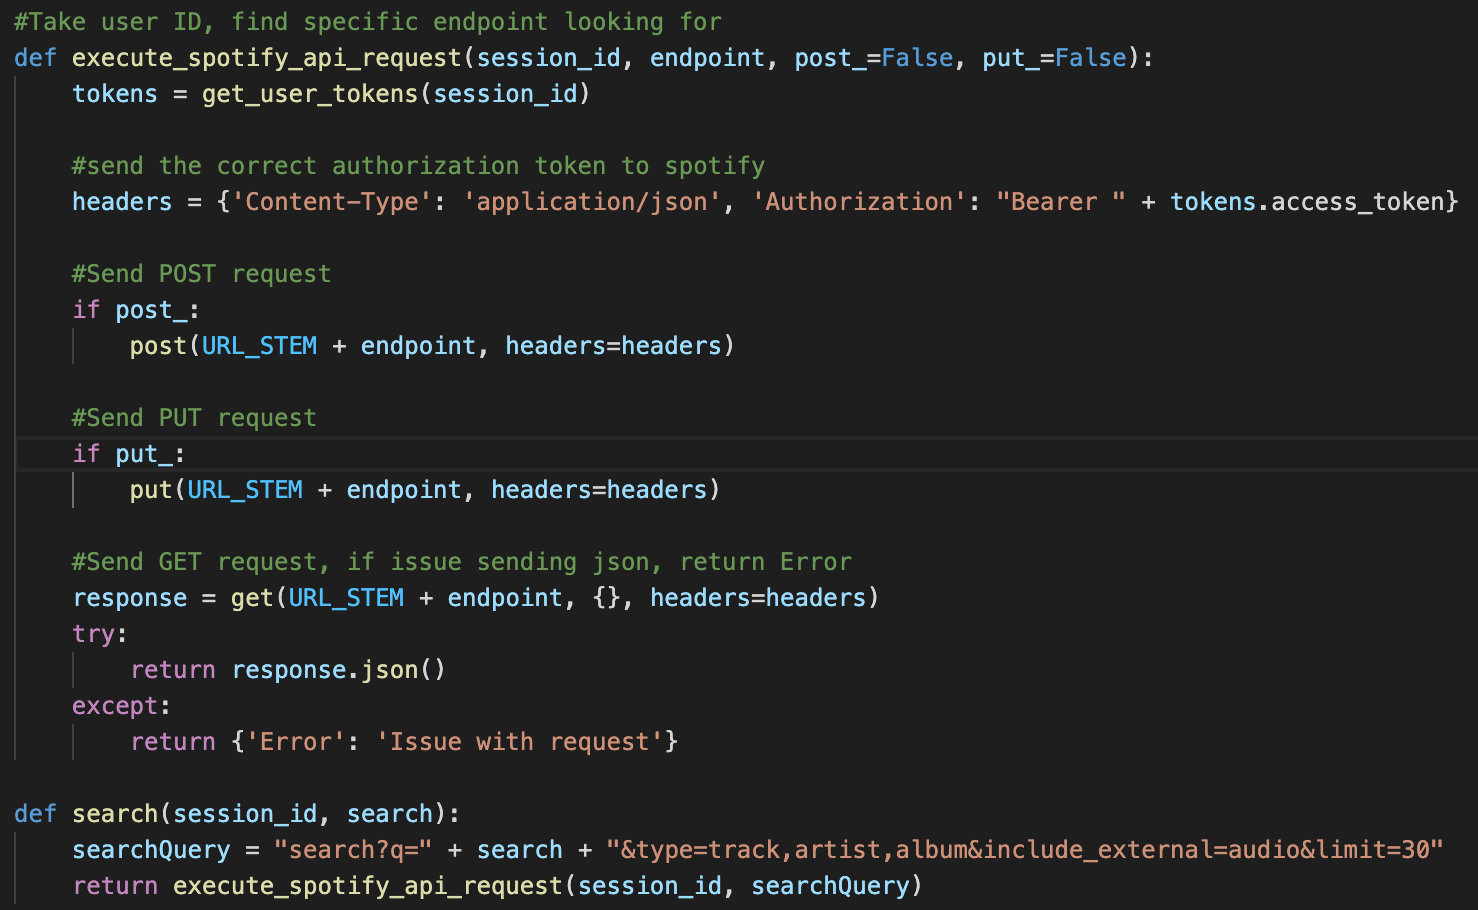 #Take user ID, find specific endpoint looking for
def execute_spotify_api_request(session_id, endpoint, post_=False, put_=False):
    tokens = get_user_tokens(session_id)

    #send the correct authorization token to spotify
    headers = {'Content-Type': 'application/json', 'Authorization': "Bearer " + tokens.access_token}

    #Send POST request
    if post_:
        post(URL_STEM + endpoint, headers=headers)

    #Send PUT request
    if put_:
        put(URL_STEM + endpoint, headers=headers)

    #Send GET request, if issue sending json, return Error
    response = get(URL_STEM + endpoint, {}, headers=headers)
    try:
        return response.json()
    except:
        return {'Error': 'Issue with request'}

def search(session_id, search):
    searchQuery = "search?q=" + search + "&type=track,artist,album&include_external=audio&limit=30"
    return execute_spotify_api_request(session_id, searchQuery)